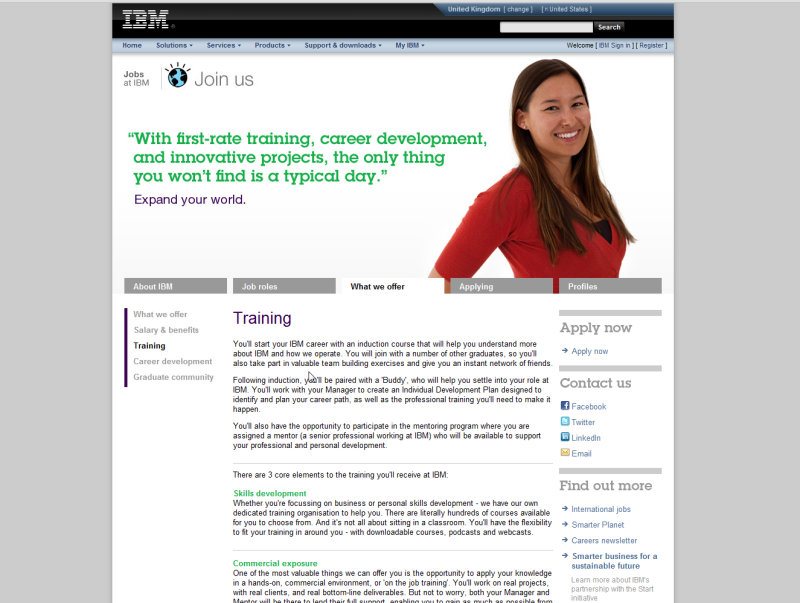 IBM
United Kingdom [ change ] [ < United States ]
Search
Home Solutions Services Products Support & downloads My IBM
Welcome [ IBM Sign in ] [ Register ]
Jobs
at IBM
Join us
“With first-rate training, career development,
and innovative projects, the only thing
you won’t find is a typical day.”
Expand your world.
About IBM Job roles What we offer Applying Profiles
What we offer
Salary & benefits
Training
Career development
Graduate community
Training
You'll start your IBM career with an induction course that will help you understand more
about IBM and how we operate. You will join with a number of other graduates, so you'll
also take part in valuable team building exercises and give you an instant network of friends.
Following induction, you'll be paired with a 'Buddy', who will help you settle into your role at
IBM. You'll work with your Manager to create an Individual Development Plan designed to
identify and plan your career path, as well as the professional training you'll need to make it
happen.
You'll also have the opportunity to participate in the mentoring program where you are
assigned a mentor (a senior professional working at IBM) who will be available to support
your professional and personal development.
There are 3 core elements to the training you'll receive at IBM:
Skills development
Whether you're focussing on business or personal skills development - we have our own
dedicated training organisation to help you. There are literally hundreds of courses available
for you to choose from. And it's not all about sitting in a classroom. You'll have the flexibility
to fit your training in around you - with downloadable courses, podcasts and webcasts.
Commercial exposure
One of the most valuable things we can offer you is the opportunity to apply your knowledge
in a hands-on, commercial environment, or 'on the job training'. You'll work on real projects,
with real clients, and real bottom-line deliverables. But not to worry, both your Manager and
Mentor will be there to lend their full support, enabling you to gain as much as possible from
Apply now
Apply now
Contact us
Facebook
Twitter
LinkedIn
Email
Find out more
International jobs
Smarter Planet
Careers newsletter
Smarter business for a
sustainable future
Learn more about IBM's
partnership with the Start
initiative